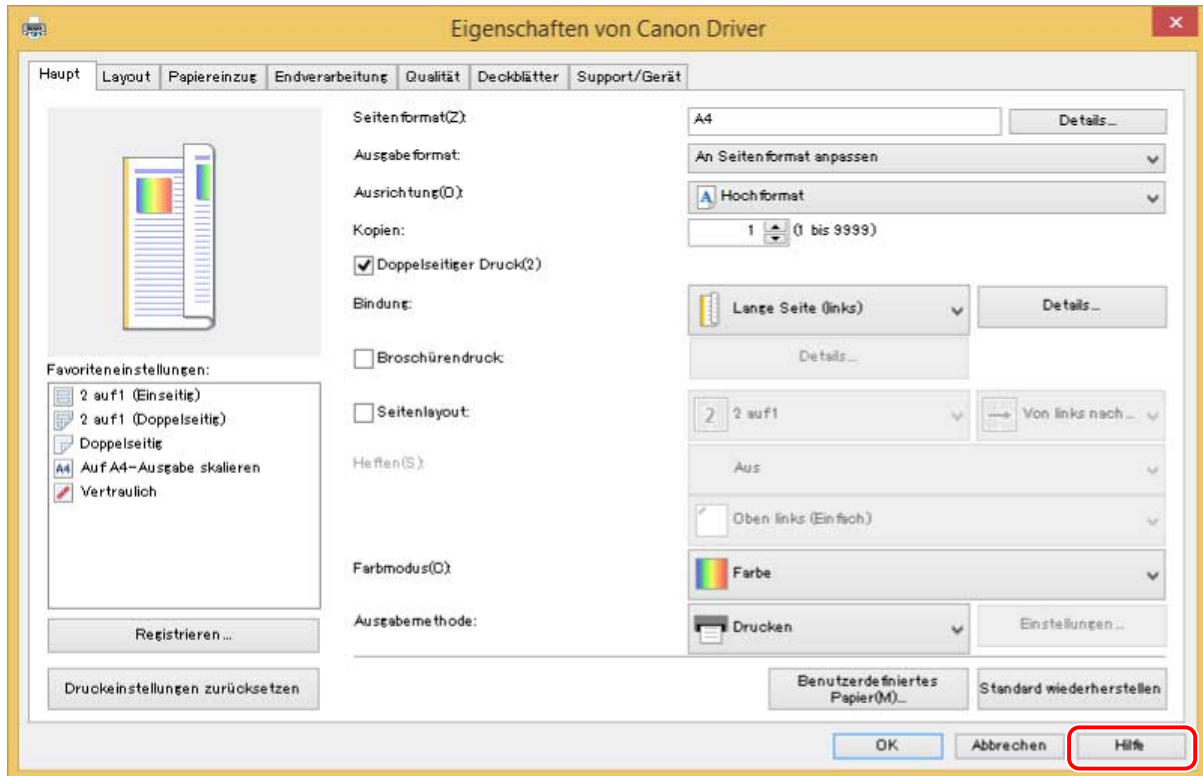 Eigenschaften von Canon Driver
Haupt Layout Papiereinzug Endverarbeitung Qualität Deckblätter Support/Gerät
Seitenformat(Z): A4 Details...
Ausgabeformat: An Seitenformat anpassen
Ausrichtung(O): A Hochformat
Kopien: 1 (1 bis 9999)
Doppelseitiger Druck(2)
Bindung: Lange Seite (links) Details...
Broschürendruck: Details...
Favoriteneinstellungen:
2 auf1 (Einseitig)
2 auf1 (Doppelseitig)
Doppelseitig
A4 Auf A4-Ausgabe skalieren
Vertraulich
Seitenlayout: 2 2 auf1 Von links nach...
Heften(S): Aus
Oben links (Einfach)
Farbmodus(C): Farbe
Ausgabemethode: Drucken Einstellungen...
Registrieren...
Druckeinstellungen zurücksetzen
Benutzerdefiniertes
Papier(M)...
Standard wiederherstellen
OK Abbrechen Hilfe